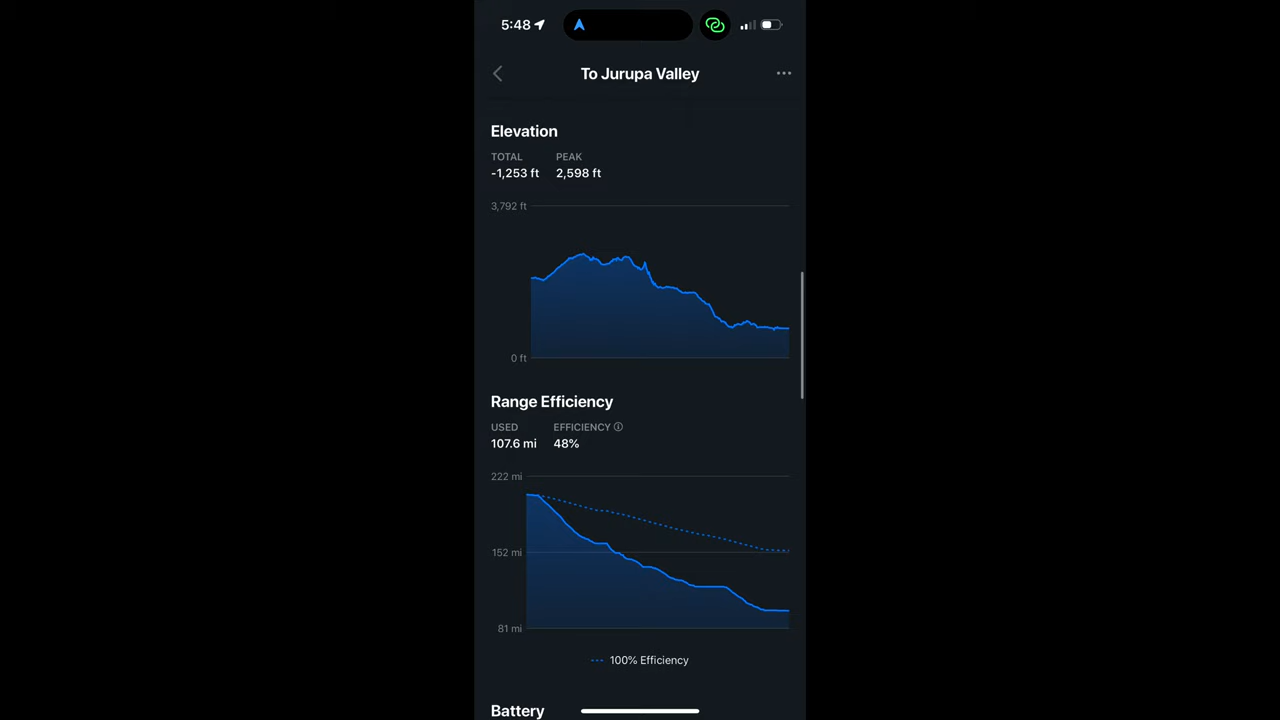 5:48
To Jurupa Valley
Elevation
TOTAL PEAK
-1,253 ft 2,598 ft
3,792 ft
0 ft
Range Efficiency
USED EFFICIENCY
107.6 mi 48%
222 mi
152 mi
81 mi
100% Efficiency
Battery